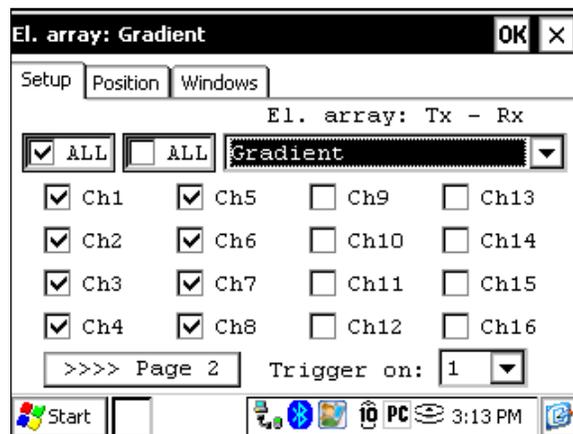 El. array: Gradient OK
Setup Position Windows
El. array: Tx - Rx
ALL ALL Gradient
Ch1 Ch5 Ch9 Ch13
Ch2 Ch6 Ch10 Ch14
Ch3 Ch7 Ch11 Ch15
Ch4 Ch8 Ch12 Ch16
>>>> Page 2 Trigger on: 1
Start PC 3:13 PM